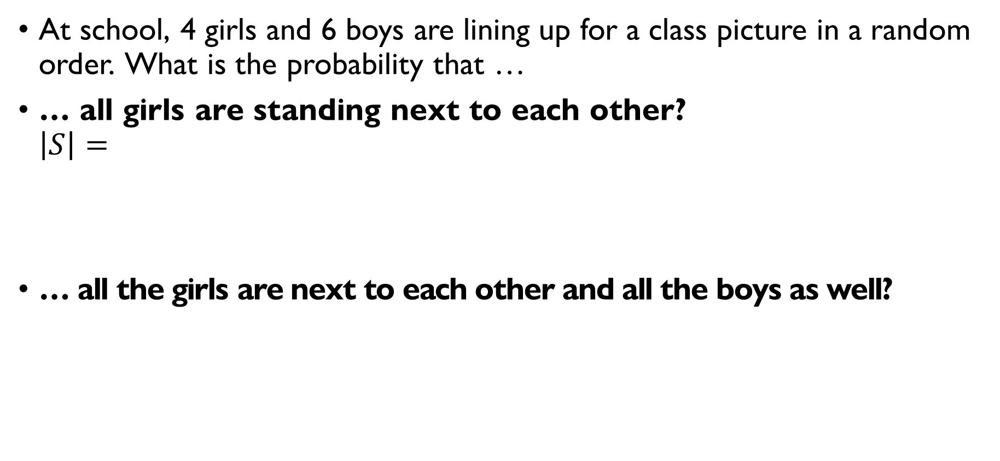 • At school, 4 girls and 6 boys are lining up for a class picture in a random
order. What is the probability that …
• … all girls are standing next to each other?
|S| =
• … all the girls are next to each other and all the boys as well?